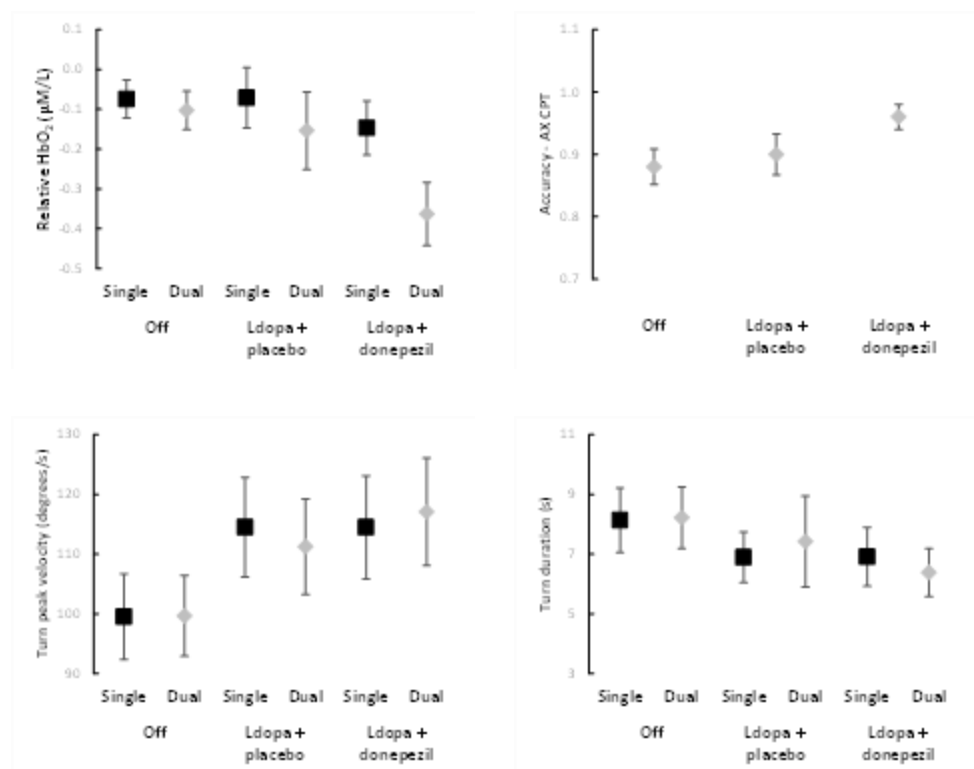 Relative HbO₂ (µM/L)
0.1
0.0
-0.1
-0.2
-0.3
-0.4
-0.5
Single Dual Single Dual Single Dual
Off Ldopa + Ldopa +
placebo donepezil
Accuracy - AX CPT
1.1
1.0
0.9
0.8
0.7
Off Ldopa + Ldopa +
placebo donepezil
Turn peak velocity (degrees/s)
130
120
110
100
90
Single Dual Single Dual Single Dual
Off Ldopa + Ldopa +
placebo donepezil
Turn duration (s)
11
9
7
5
3
Single Dual Single Dual Single Dual
Off Ldopa + Ldopa +
placebo donepezil